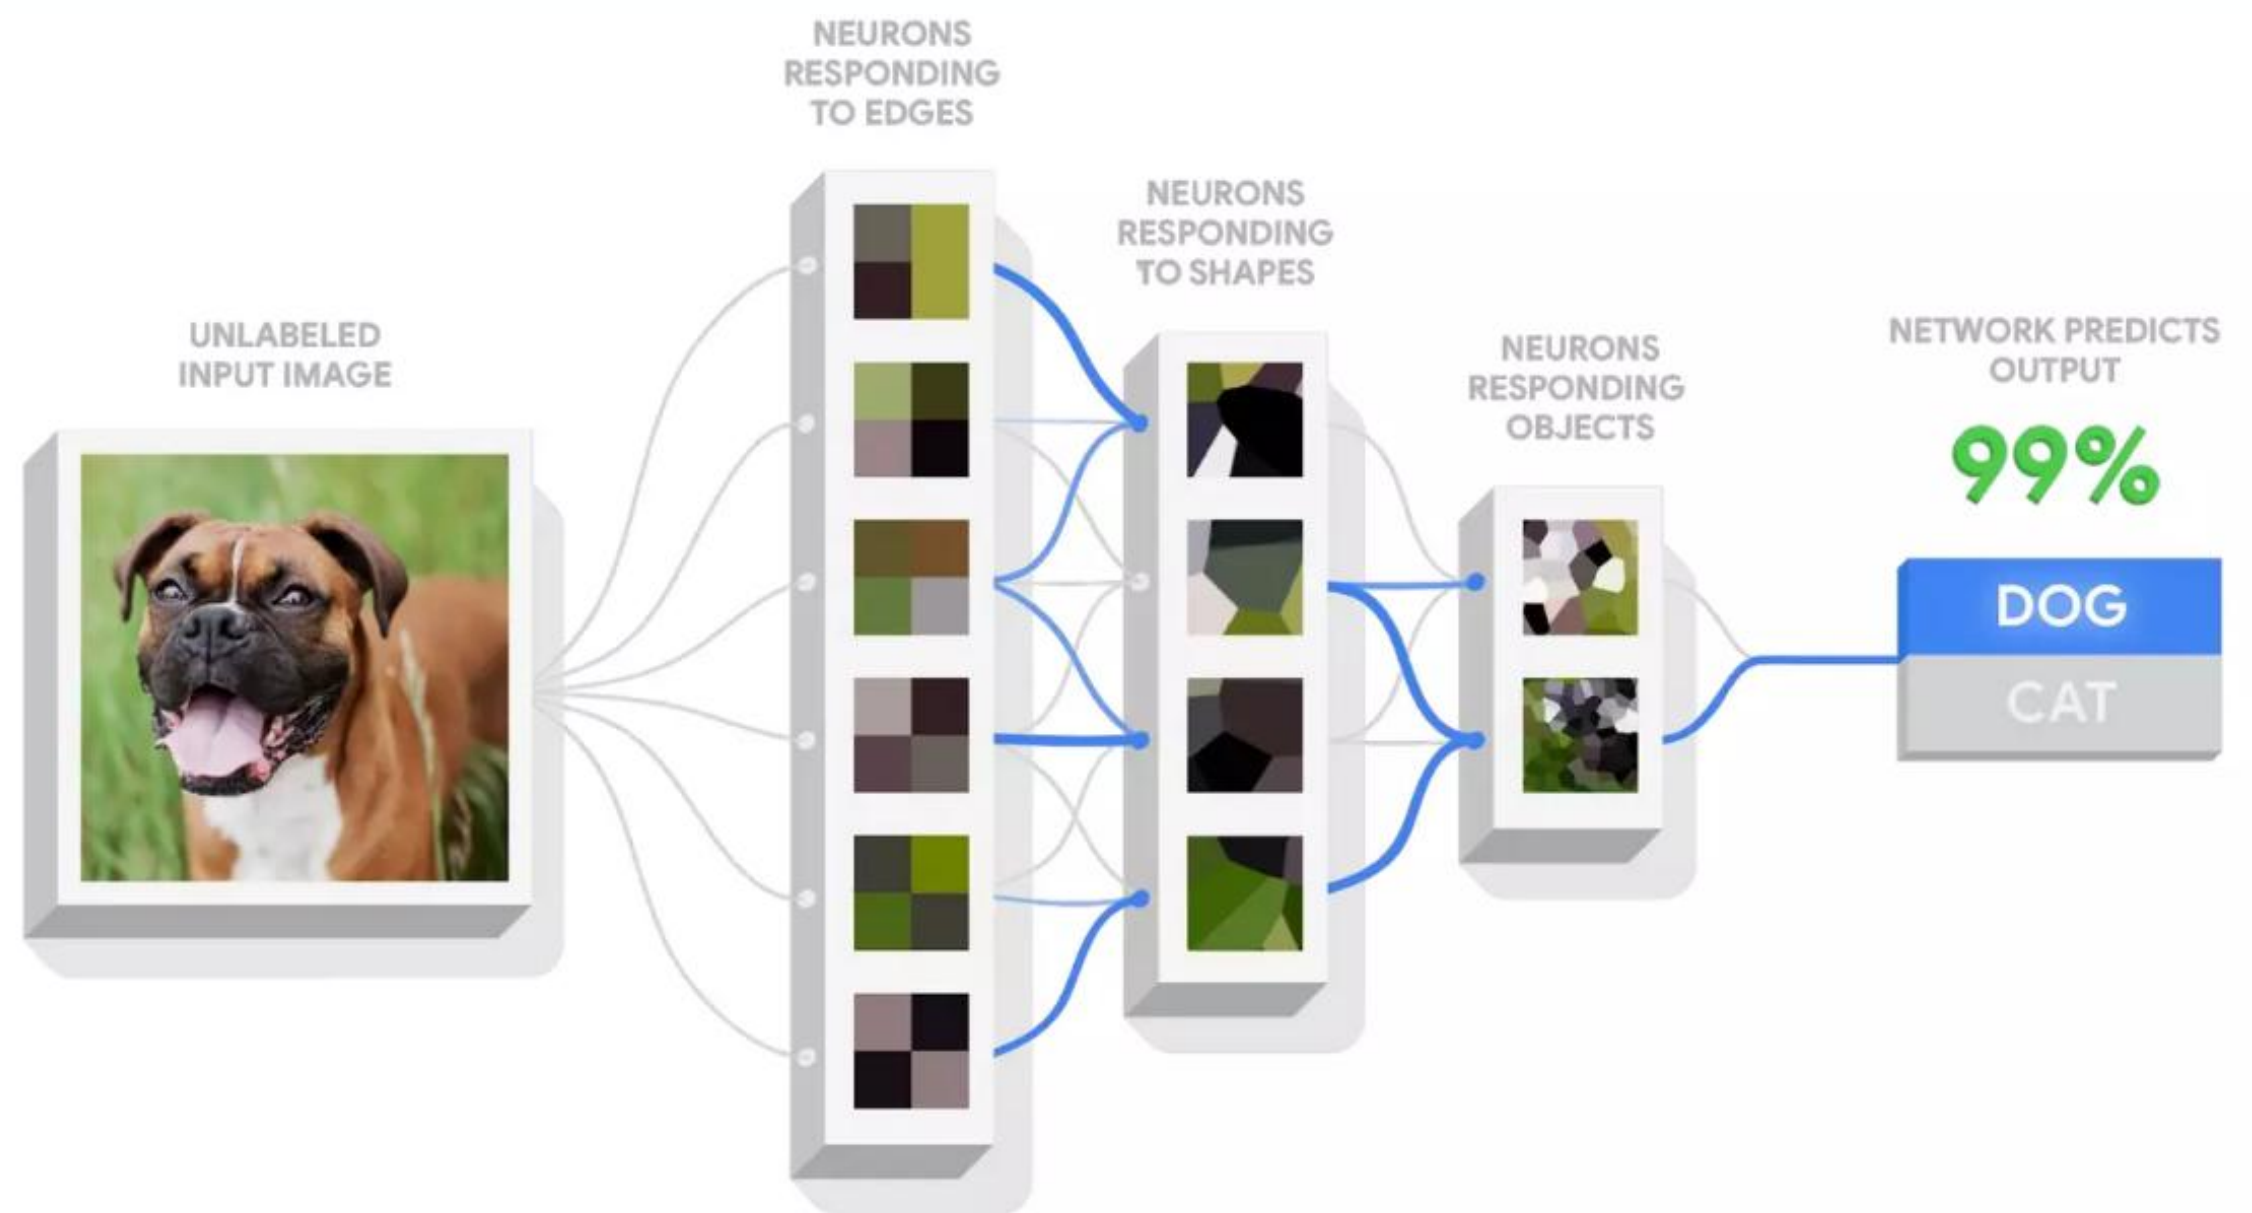 UNLABELED
INPUT IMAGE
NEURONS
RESPONDING
TO EDGES
NEURONS
RESPONDING
TO SHAPES
NEURONS
RESPONDING
OBJECTS
NETWORK PREDICTS
OUTPUT
99%
DOG
CAT